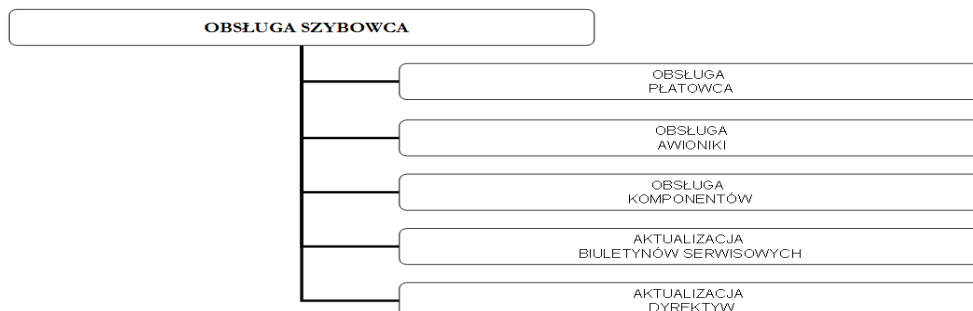 OBSŁUGA SZYBOWCA
OBSŁUGA
PŁATOWCA
OBSŁUGA
AWIONIKI
OBSŁUGA
KOMPONENTÓW
AKTUALIZACJA
BIULETYNÓW SERWISOWYCH
AKTUALIZACJA
DYREKTYW